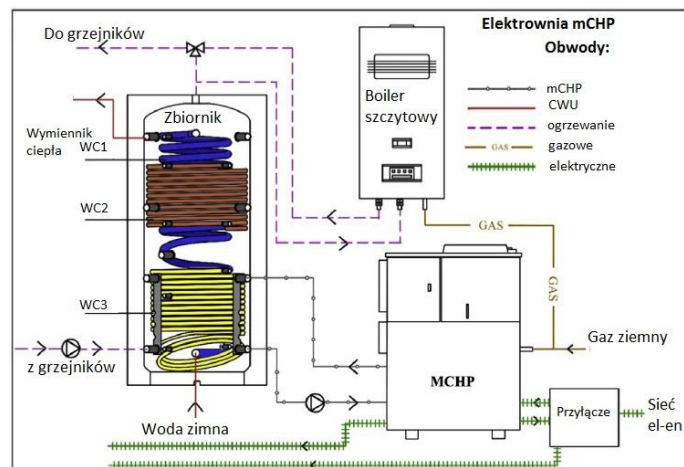 Elektrownia mCHP
Obwody:
mCHP
CWU
ogrzewanie
GAS
gazowe
elektryczne
Do grzejników
Boiler
szczytowy
Zbiornik
Wymiennik
ciepła
WC1
WC2
WC3
GAS
GAS
z grzejników
Woda zimna
MCHP
Gaz ziemny
Przyłącze
Sieć
el-en